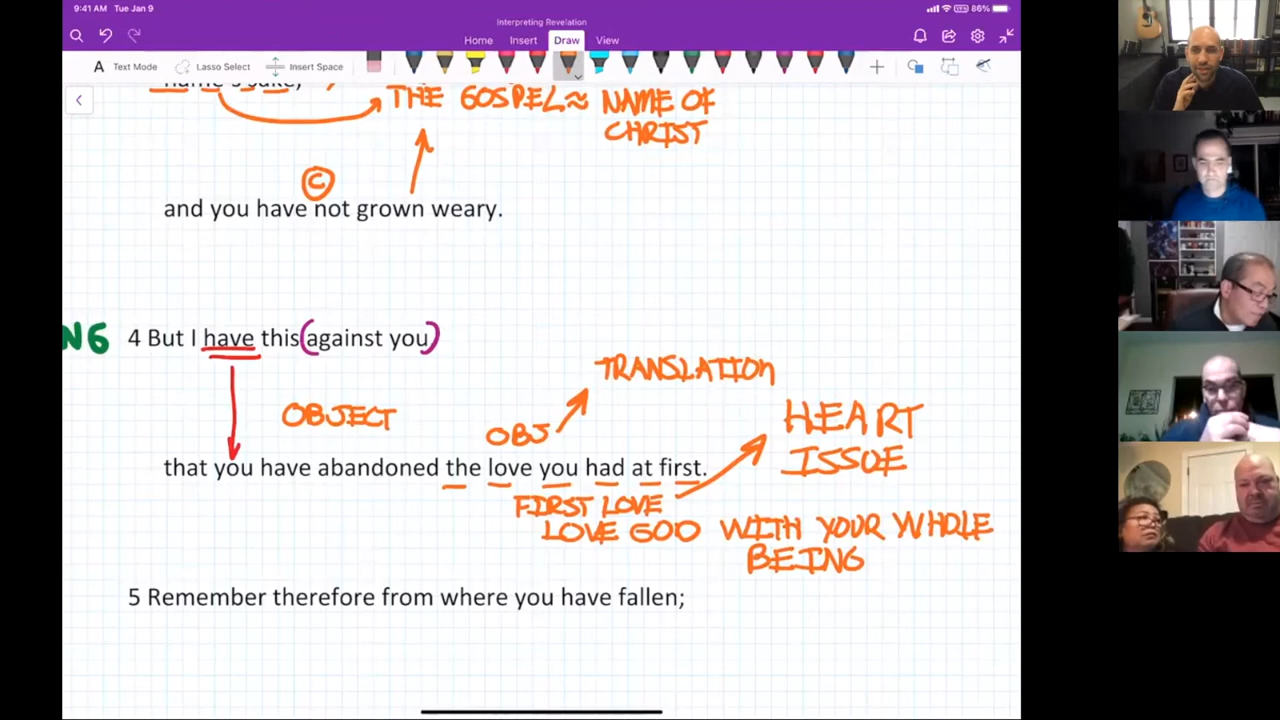 9:41 AM Tue Jan 9
86%
Interpreting Revelation
Home Insert Draw View
Text Mode Lasso Select Insert Space
name's sake,
THE GOSPEL ≈ NAME OF
CHRIST
C
and you have not grown weary.
N6 4 But I have this (against you)
TRANSLATION
OBJECT
OBJ
HEART
ISSUE
that you have abandoned the love you had at first.
FIRST LOVE
LOVE GOD WITH YOUR WHOLE
BEING
5 Remember therefore from where you have fallen;